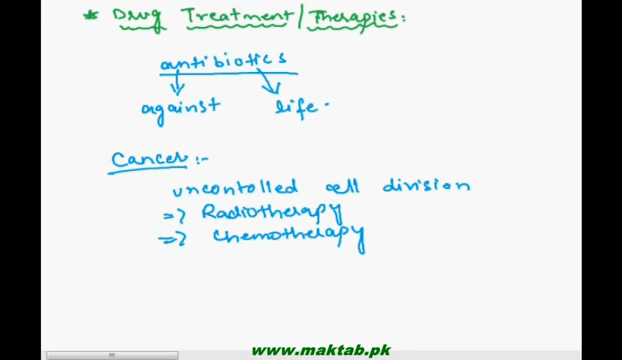 * Drug Treatment/Therapies:
antibiotics
against life.
Cancer:-
uncontolled cell division
=> Radiotherapy
=> Chemotherapy
www.maktab.pk